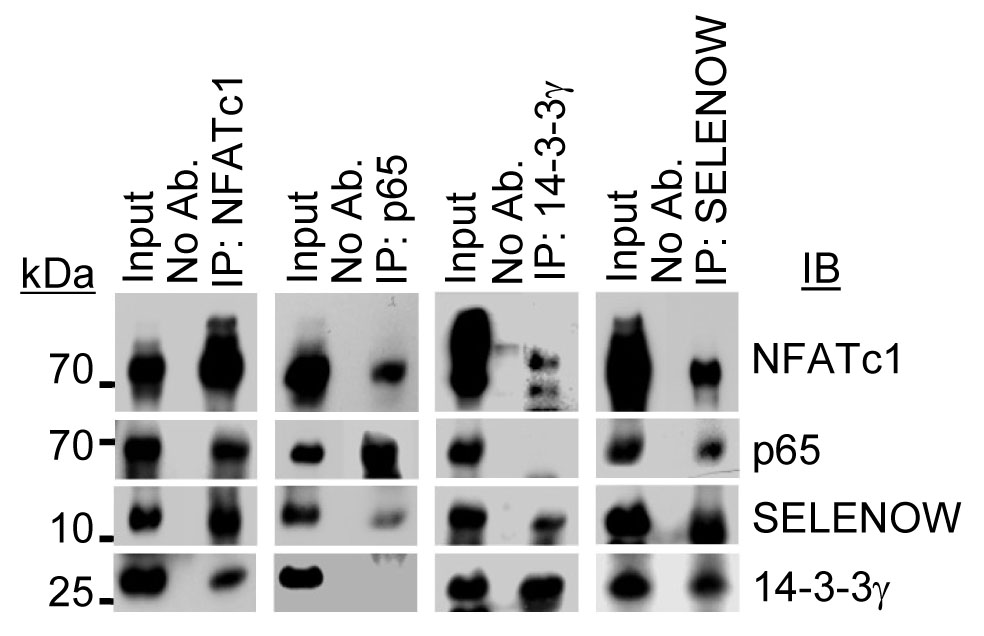 Input
No Ab.
IP: NFATc1
Input
No Ab.
IP: p65
Input
No Ab.
IP: 14-3-3γ
Input
No Ab.
IP: SELENOW
kDa
IB
70
NFATc1
70
p65
10
SELENOW
25
14-3-3γ